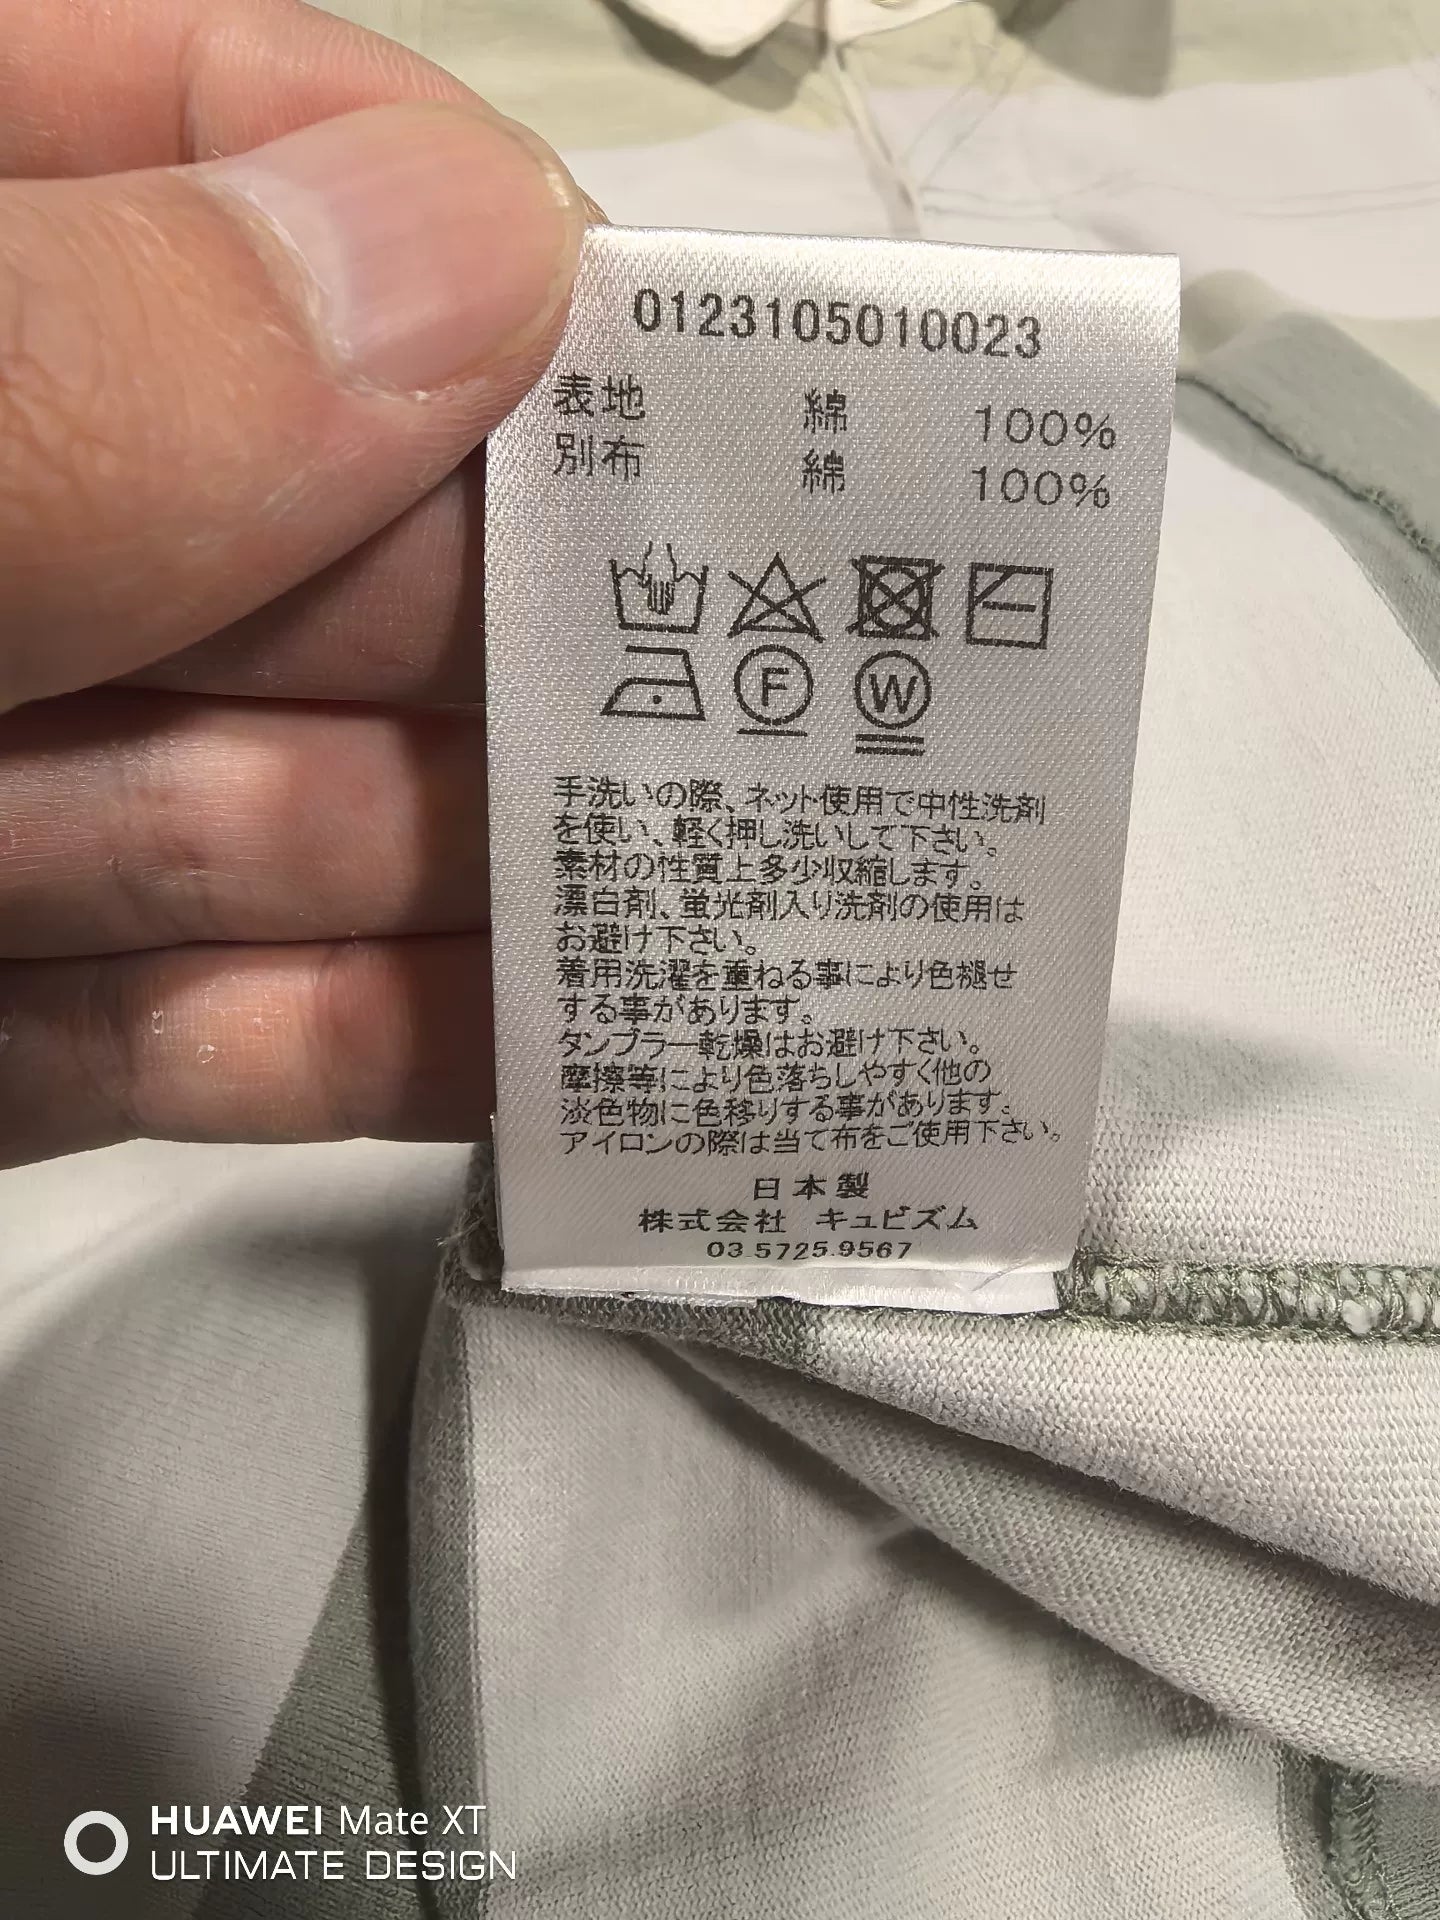 0123105010023
表地 綿 100%
別布 綿 100%
F W
手洗いの際、ネット使用で中性洗剤
を使い、軽く押し洗いして下さい。
素材の性質上多少収縮します。
漂白剤、蛍光剤入り洗剤の使用は
お避け下さい。
着用洗濯を重ねる事により色褪せ
する事があります。
タンブラー乾燥はお避け下さい。
摩擦等により色落ちしやすく他の
淡色物に色移りする事があります。
アイロンの際は当て布をご使用下さい。
日本製
株式会社 キュビズム
03.5725.9567
HUAWEI Mate XT
ULTIMATE DESIGN